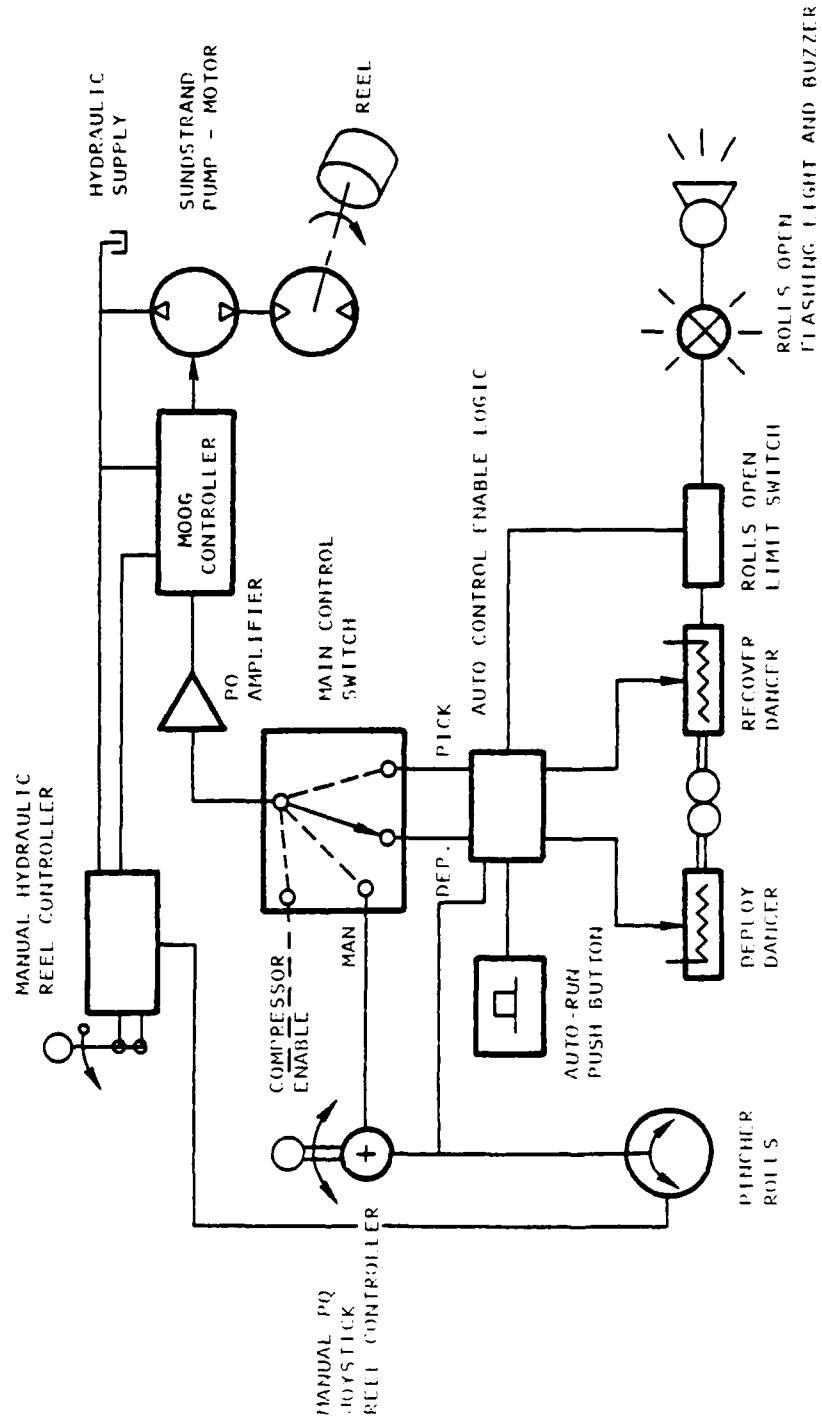 MANUAL HYDRAULIC
REEL CONTROLLER
HYDRAULIC
SUPPLY
SUNDSTRAND
PUMP - MOTOR
REEL
MOOG
CONTROLLER
PQ
AMPLIFIER
MAIN CONTROL
SWITCH
COMPRESSOR
ENABLE
MAN
DEP.
PICK
AUTO CONTROL ENABLE LOGIC
AUTO-RUN
PUSH BUTTON
MANUAL PQ
JOYSTICK
REEL CONTROLLER
PINCHER
ROLLS
DEPLOY
DANCER
RECOVER
DANCER
ROLLS OPEN
LIMIT SWITCH
ROLLS OPEN
FLASHING LIGHT AND BUZZER